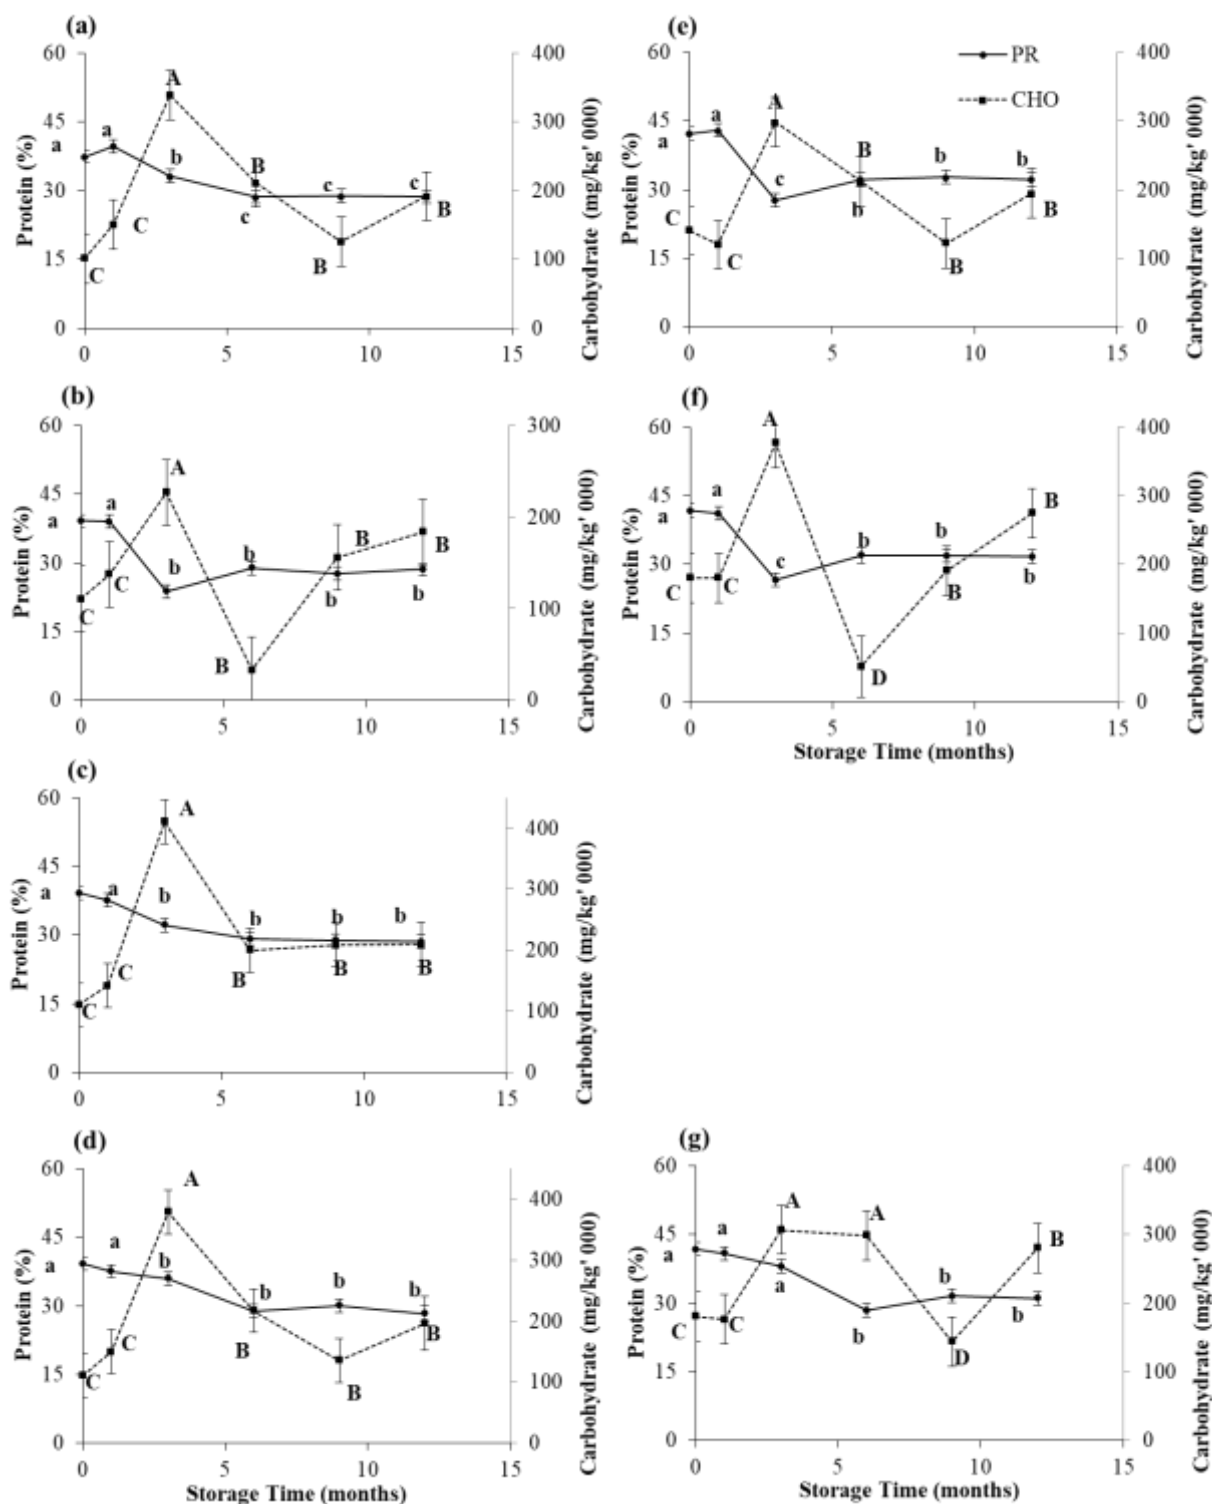 (a)
60
45
30
15
0
Protein (%)
400
300
200
100
0
Carbohydrate (mg/kg' 000)
a
a
b
c
c
c
C
C
A
B
B
B
0 5 10 15
(e)
60
45
30
15
0
Protein (%)
400
300
200
100
0
Carbohydrate (mg/kg' 000)
PR
CHO
a
a
c
b
b
b
C
C
A
B
B
B
0 5 10 15
(b)
60
45
30
15
0
Protein (%)
300
200
100
0
Carbohydrate (mg/kg' 000)
a
a
b
b
b
b
C
C
A
B
B
B
0 5 10 15
(f)
60
45
30
15
0
Protein (%)
400
300
200
100
0
Carbohydrate (mg/kg' 000)
a
a
c
b
b
b
C
C
A
D
B
B
0 5 10 15
Storage Time (months)
(c)
60
45
30
15
0
Protein (%)
400
300
200
100
0
Carbohydrate (mg/kg' 000)
a
a
b
b
b
b
C
C
A
B
B
B
0 5 10 15
(d)
60
45
30
15
0
Protein (%)
400
300
200
100
0
Carbohydrate (mg/kg' 000)
a
a
b
b
b
b
C
C
A
B
B
B
0 5 10 15
Storage Time (months)
(g)
60
45
30
15
0
Protein (%)
400
300
200
100
0
Carbohydrate (mg/kg' 000)
a
a
a
b
b
b
C
C
A
A
D
B
0 5 10 15
Storage Time (months)